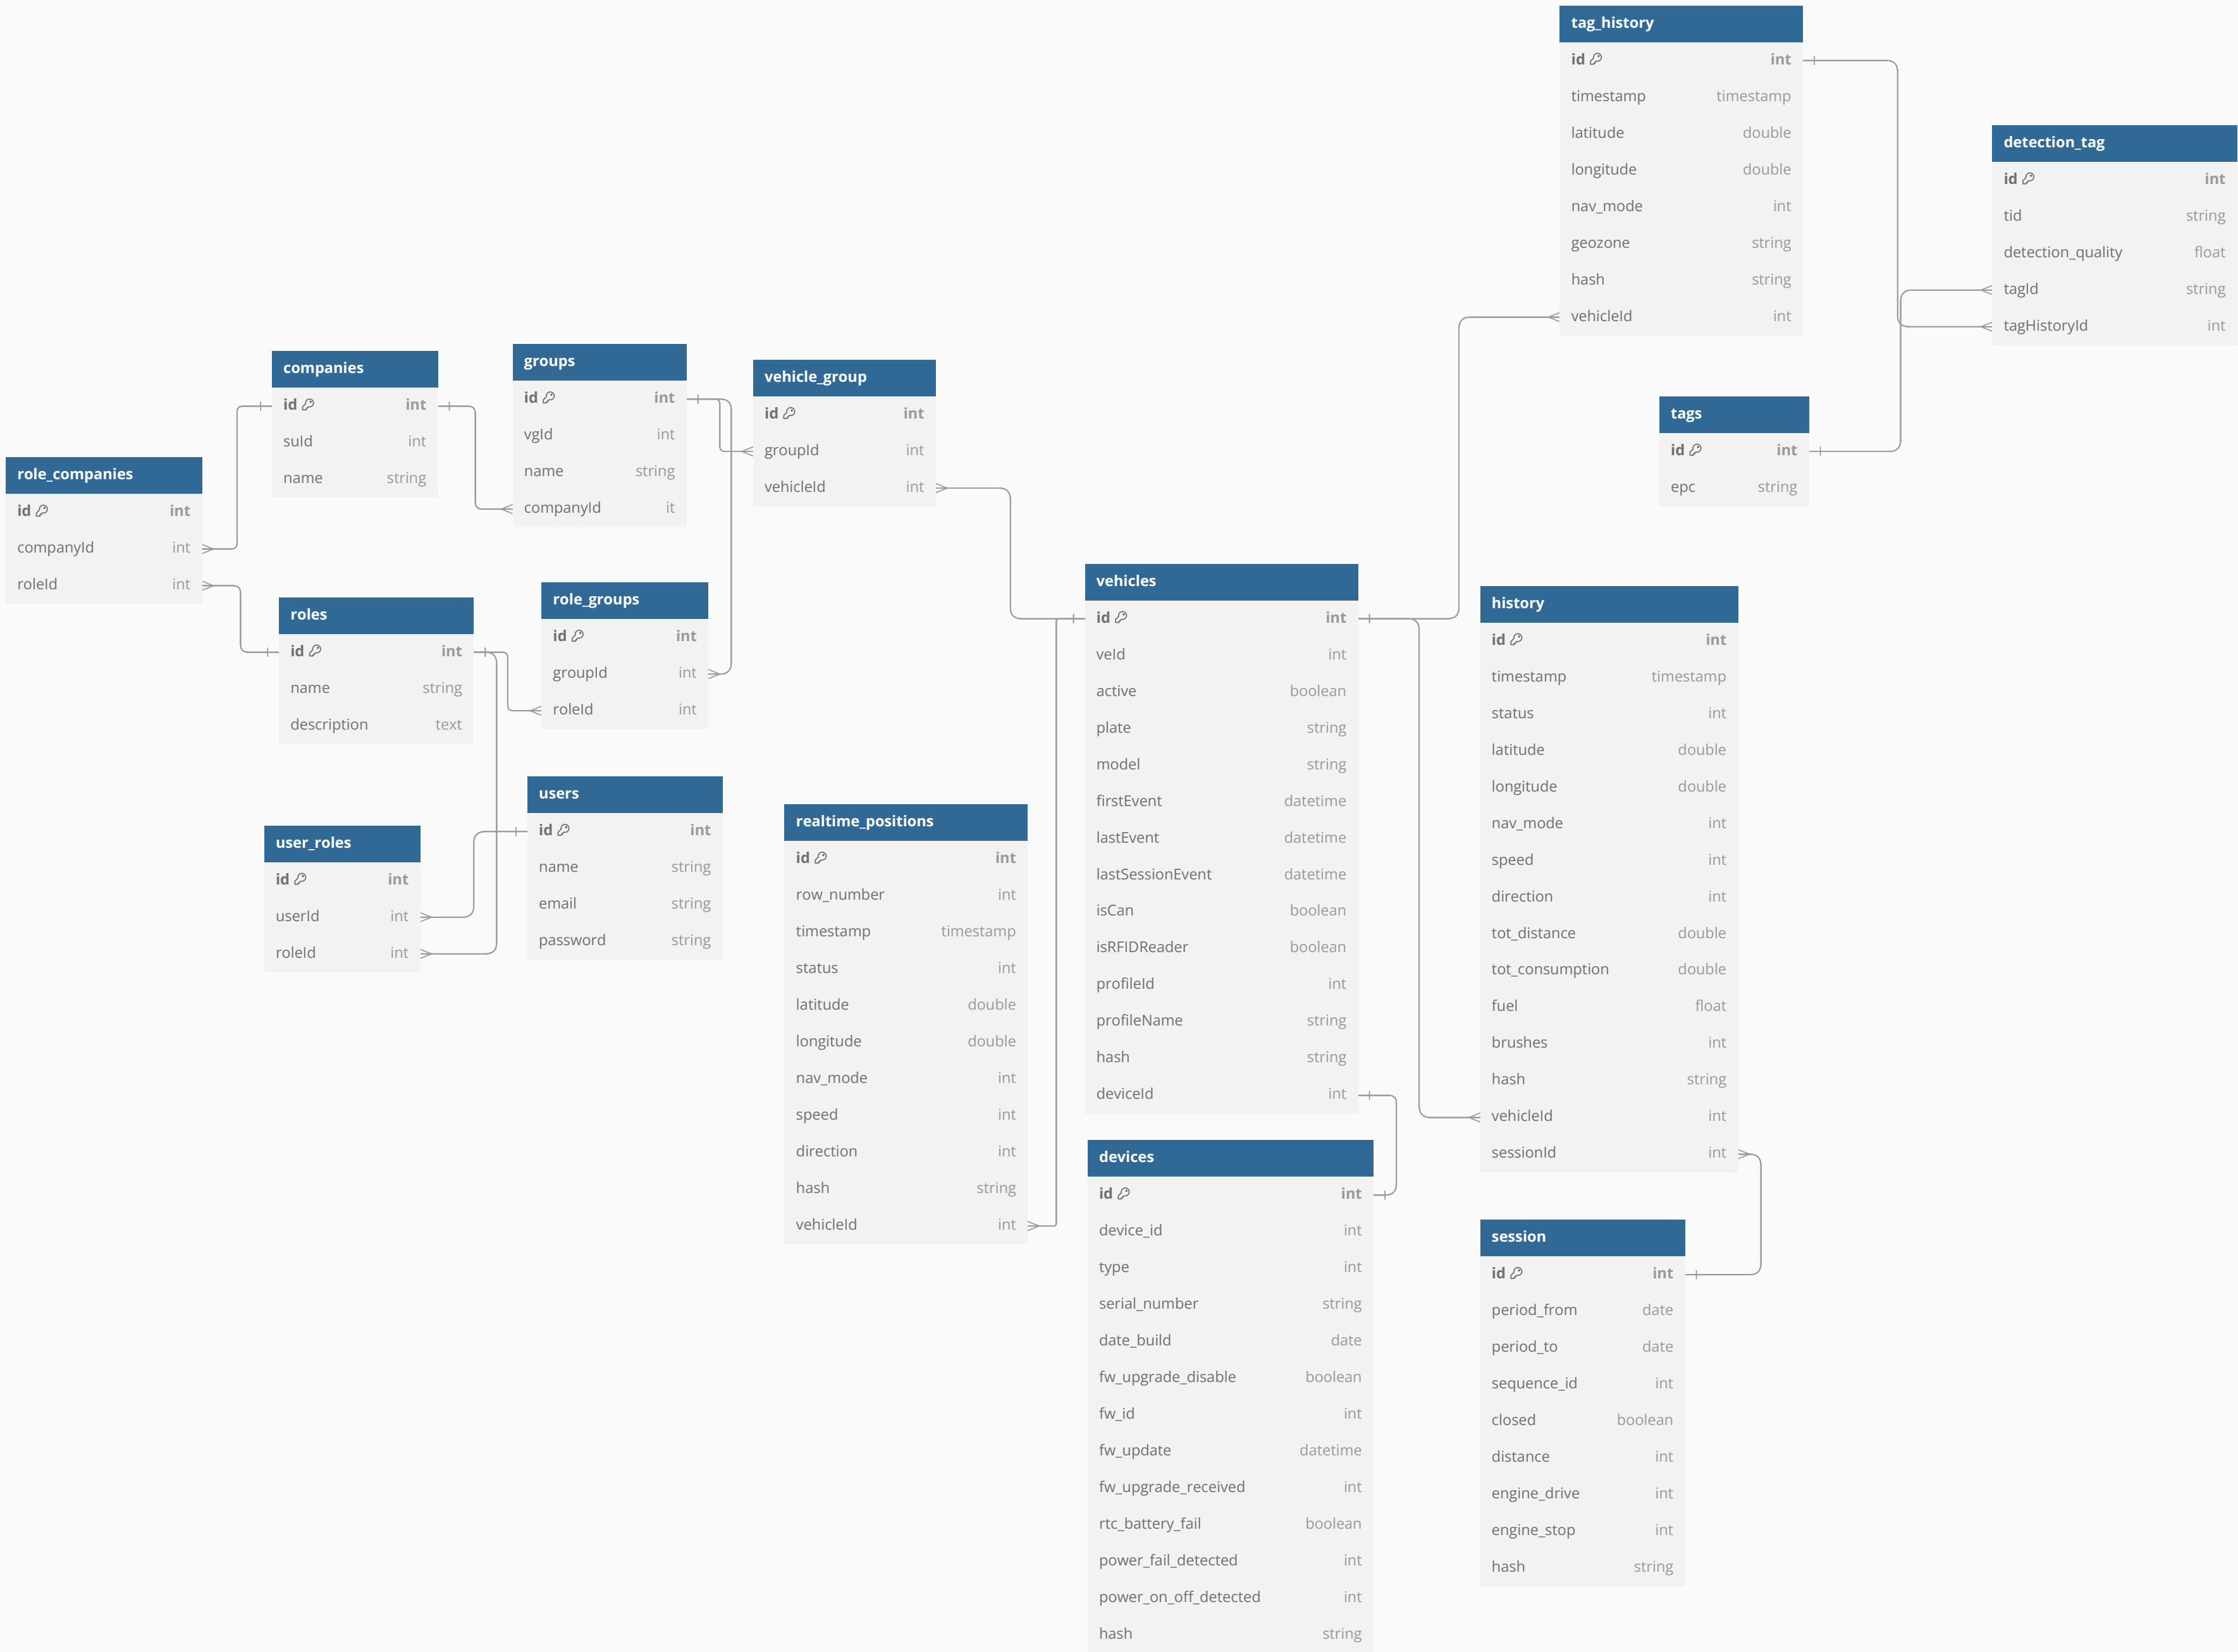 tag_history
id int
timestamp timestamp
latitude double
longitude double
nav_mode int
geozone string
hash string
vehicleId int
detection_tag
id int
tid string
detection_quality float
tagId string
tagHistoryId int
companies
id int
suId int
name string
groups
id int
vgId int
name string
companyId it
vehicle_group
id int
groupId int
vehicleId int
tags
id int
epc string
role_companies
id int
companyId int
roleId int
roles
id int
name string
description text
role_groups
id int
groupId int
roleId int
vehicles
id int
veId int
active boolean
plate string
model string
firstEvent datetime
lastEvent datetime
lastSessionEvent datetime
isCan boolean
isRFIDReader boolean
profileId int
profileName string
hash string
deviceId int
history
id int
timestamp timestamp
status int
latitude double
longitude double
nav_mode int
speed int
direction int
tot_distance double
tot_consumption double
fuel float
brushes int
hash string
vehicleId int
sessionId int
user_roles
id int
userId int
roleId int
users
id int
name string
email string
password string
realtime_positions
id int
row_number int
timestamp timestamp
status int
latitude double
longitude double
nav_mode int
speed int
direction int
hash string
vehicleId int
devices
id int
device_id int
type int
serial_number string
date_build date
fw_upgrade_disable boolean
fw_id int
fw_update datetime
fw_upgrade_received int
rtc_battery_fail boolean
power_fail_detected int
power_on_off_detected int
hash string
session
id int
period_from date
period_to date
sequence_id int
closed boolean
distance int
engine_drive int
engine_stop int
hash string